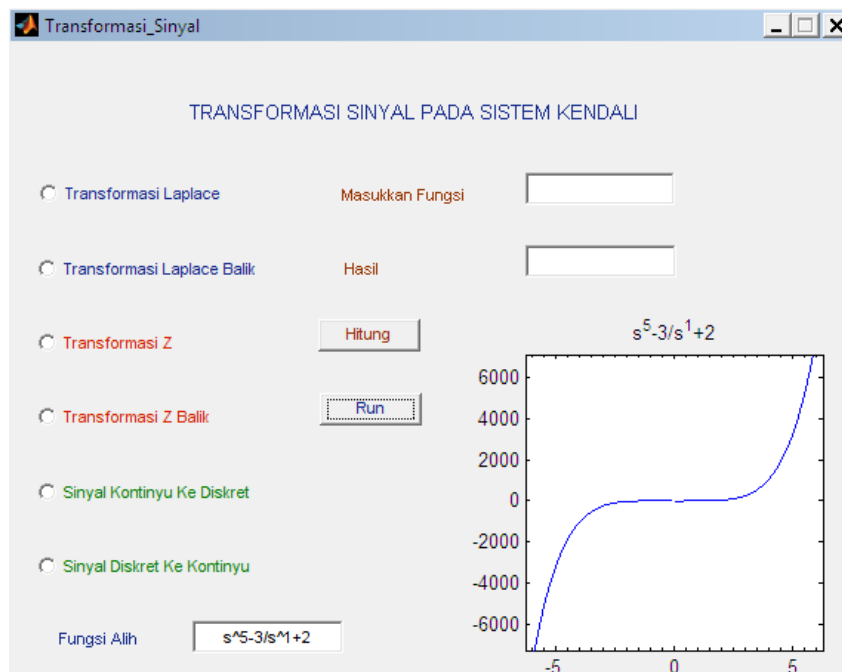 Transformasi_Sinyal
TRANSFORMASI SINYAL PADA SISTEM KENDALI
Transformasi Laplace
Masukkan Fungsi
Transformasi Laplace Balik
Hasil
Transformasi Z
Hitung
Transformasi Z Balik
Run
Sinyal Kontinyu Ke Diskret
Sinyal Diskret Ke Kontinyu
Fungsi Alih
s^5-3/s^1+2
s⁵-3/s¹+2
6000
4000
2000
0
-2000
-4000
-6000
-5 0 5